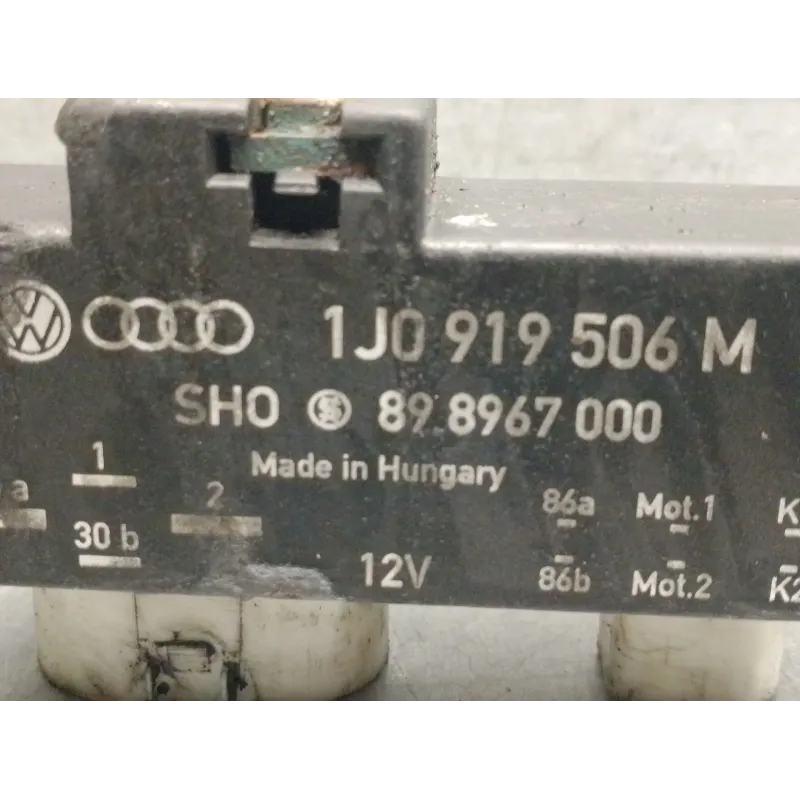 1J0 919 506 M
SHO 89.8967 000
Made in Hungary
1
a
2
30 b
12V
86a Mot.1
86b Mot.2 K2